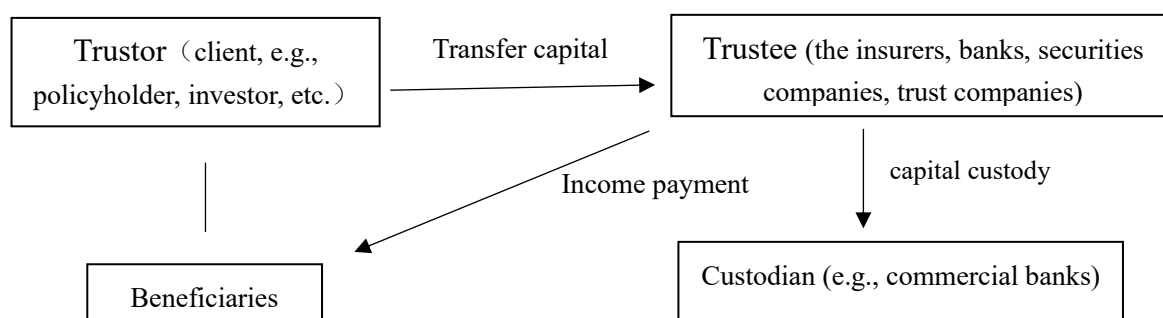 Trustor（client, e.g.,
policyholder, investor, etc.）
Transfer capital
Trustee (the insurers, banks, securities
companies, trust companies)
Income payment
capital custody
Beneficiaries
Custodian (e.g., commercial banks)